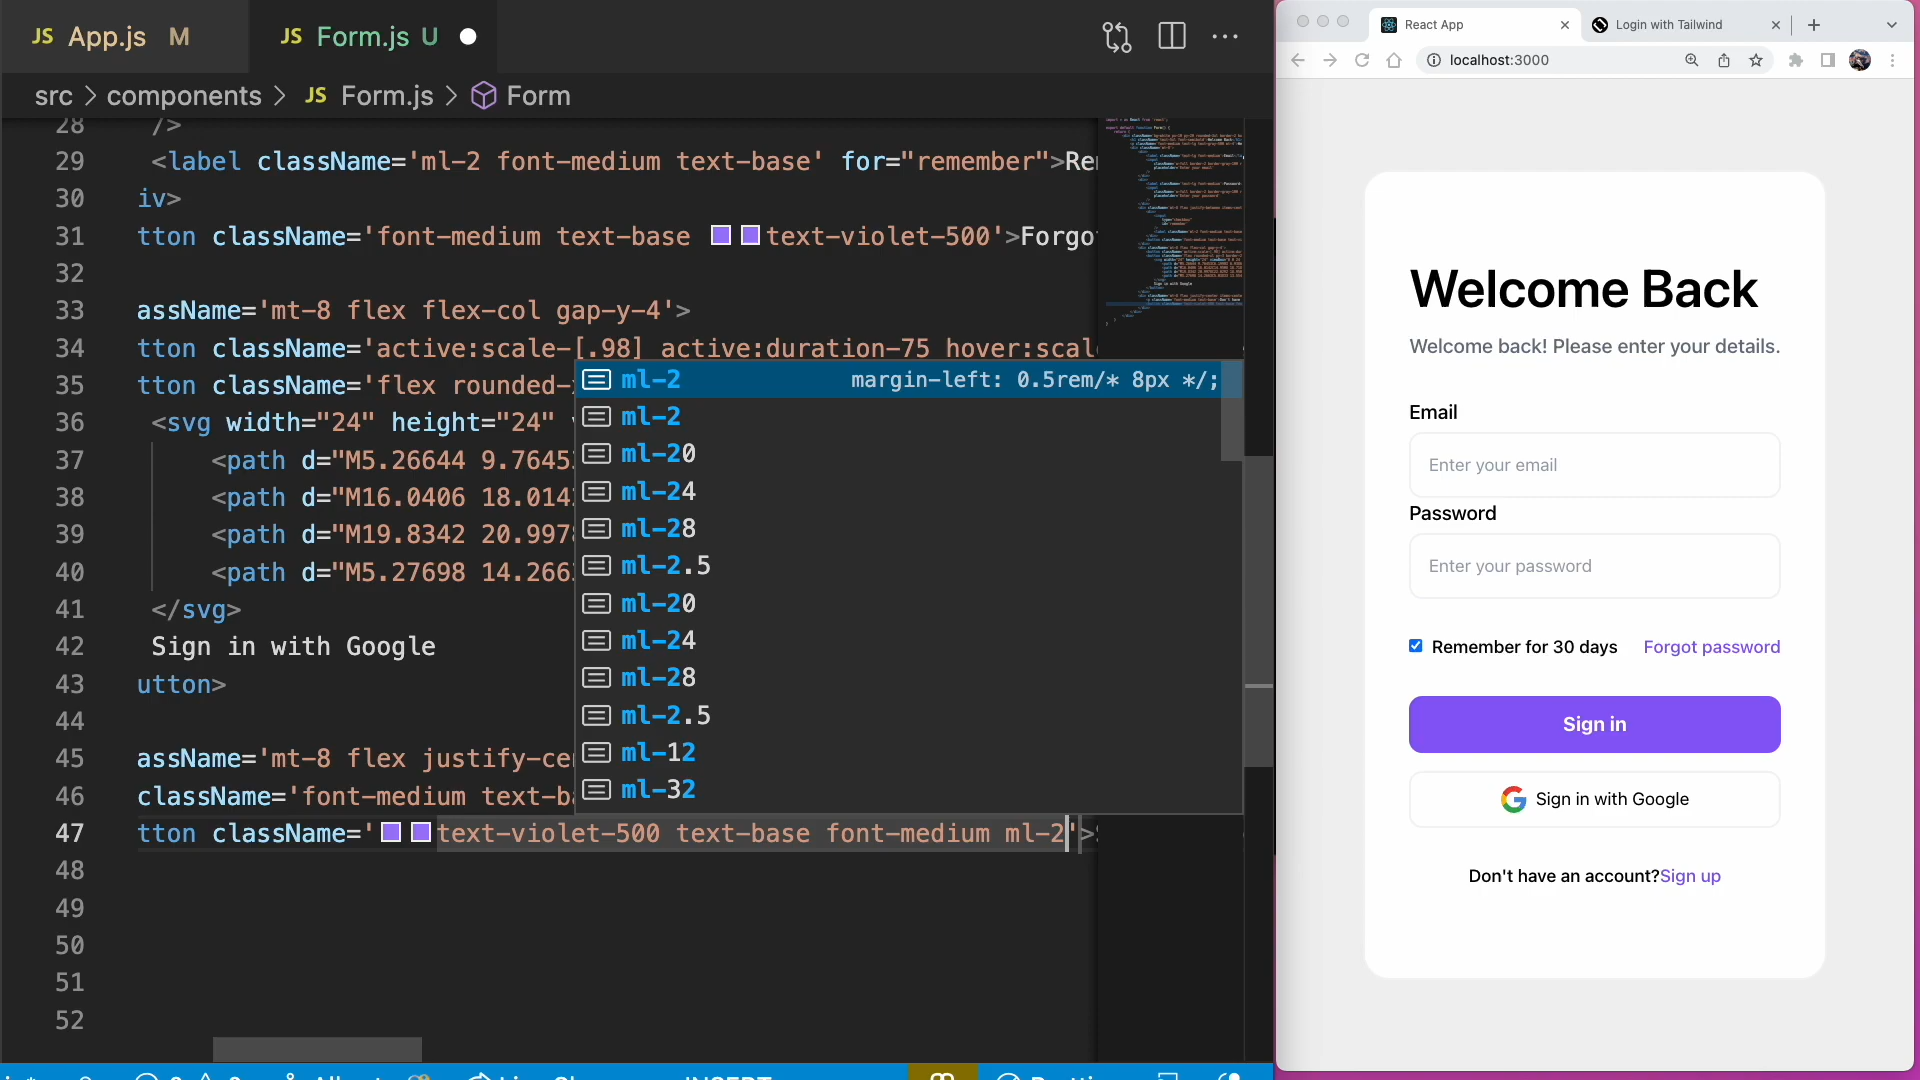 JS App.js M
JS Form.js U
src > components > JS Form.js > Form
28 />
29 <label className='ml-2 font-medium text-base' for="remember">Re
30 iv>
31 tton className='font-medium text-base text-violet-500'>Forgo
32
33 assName='mt-8 flex flex-col gap-y-4'>
34 tton className='active:scale-[.98] active:duration-75 hover:scal
35 tton className='flex rounded-
36 <svg width="24" height="24"
37 <path d="M5.26644 9.7645
38 <path d="M16.0406 18.014
39 <path d="M19.8342 20.997
40 <path d="M5.27698 14.266
41 </svg>
42 Sign in with Google
43 utton>
44
45 assName='mt-8 flex justify-ce
46 className='font-medium text-b
47 tton className='text-violet-500 text-base font-medium ml-2'>
48
49
50
51
52
ml-2 margin-left: 0.5rem/* 8px */;
ml-2
ml-20
ml-24
ml-28
ml-2.5
ml-20
ml-24
ml-28
ml-2.5
ml-12
ml-32
React App
Login with Tailwind
localhost:3000
Welcome Back
Welcome back! Please enter your details.
Email
Enter your email
Password
Enter your password
Remember for 30 days
Forgot password
Sign in
Sign in with Google
Don't have an account?Sign up